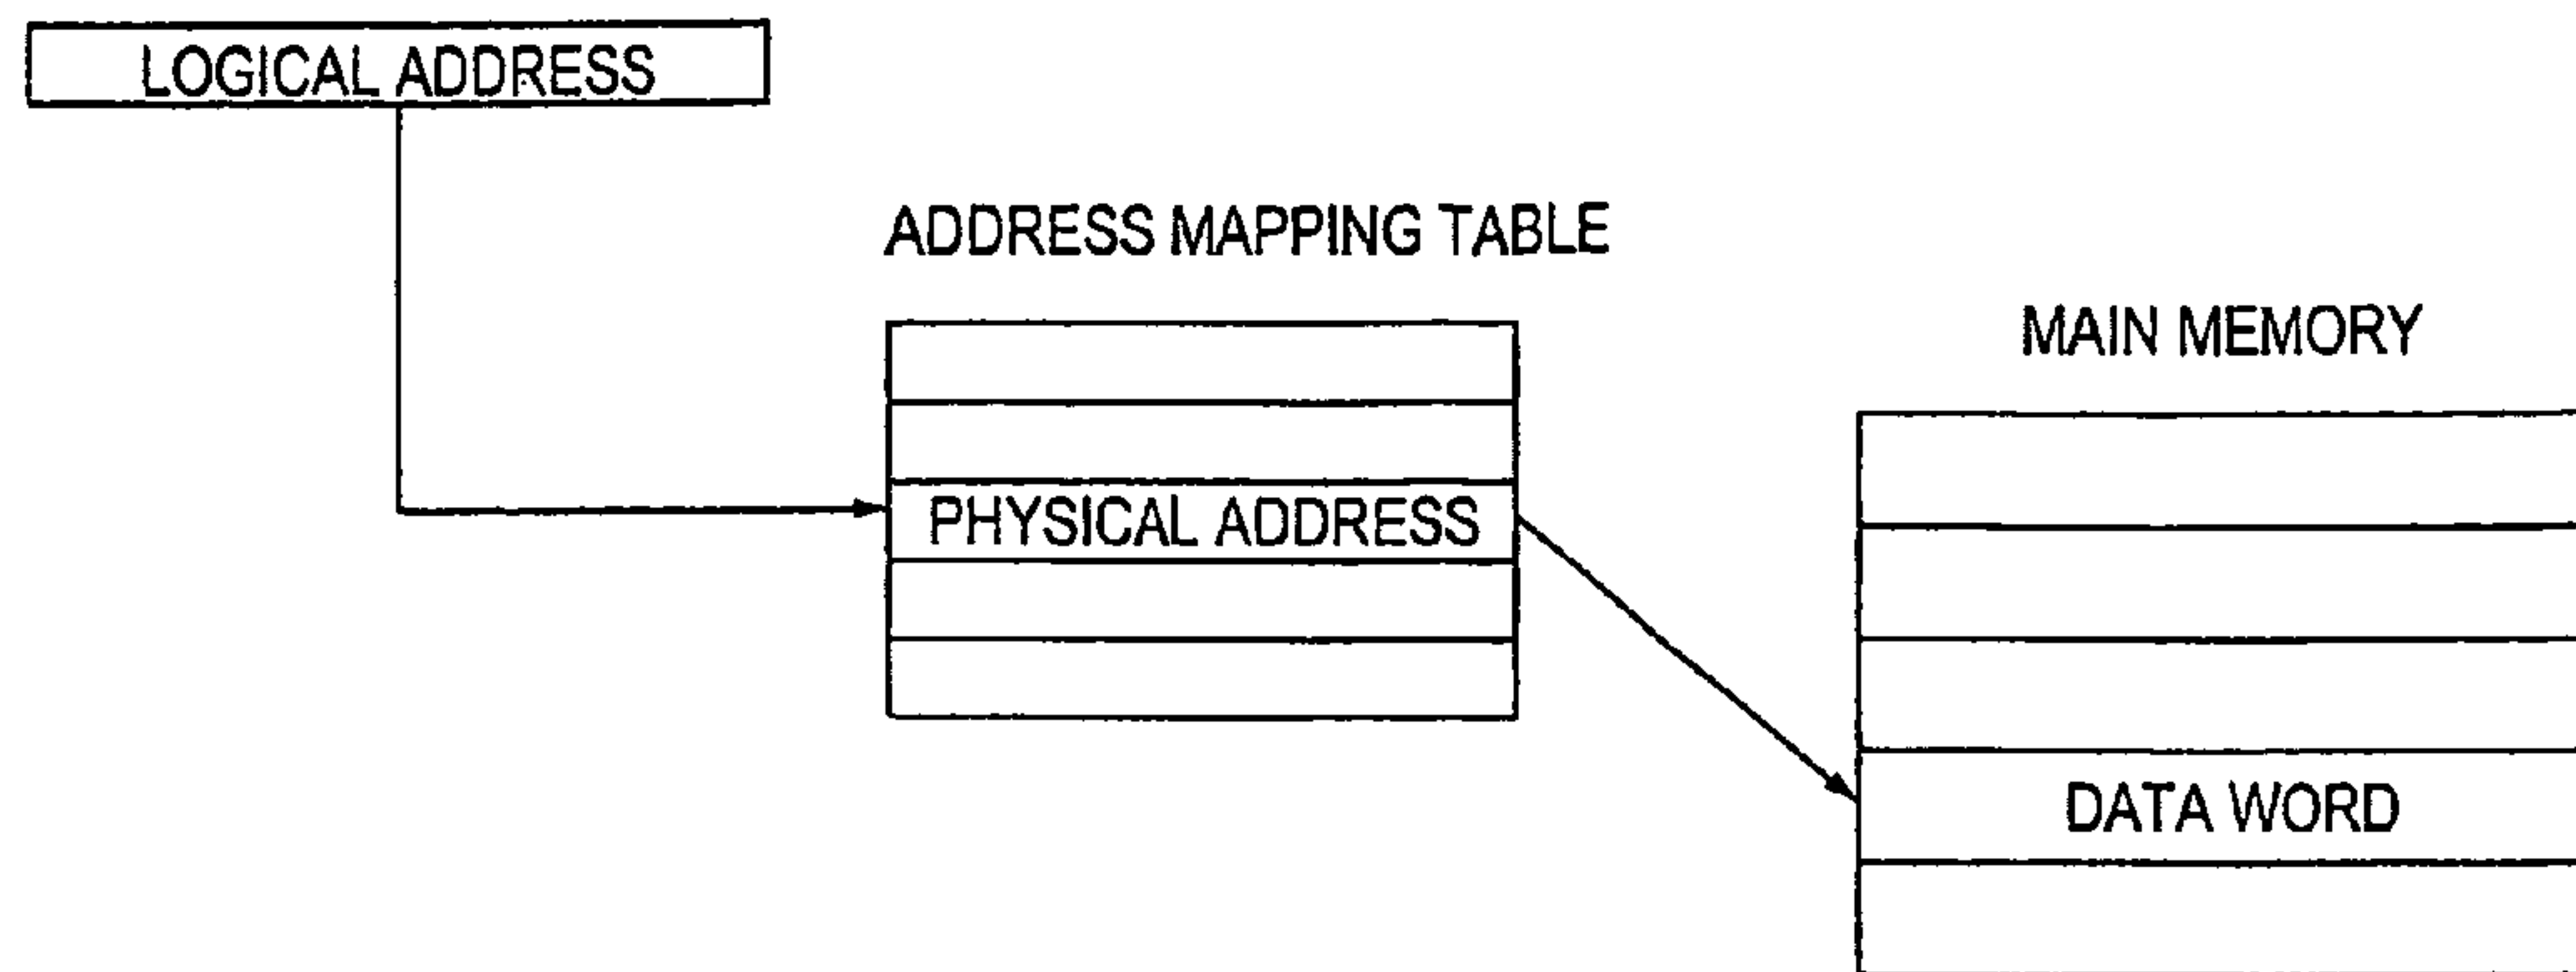 LOGICAL ADDRESS
ADDRESS MAPPING TABLE
MAIN MEMORY
PHYSICAL ADDRESS
DATA WORD